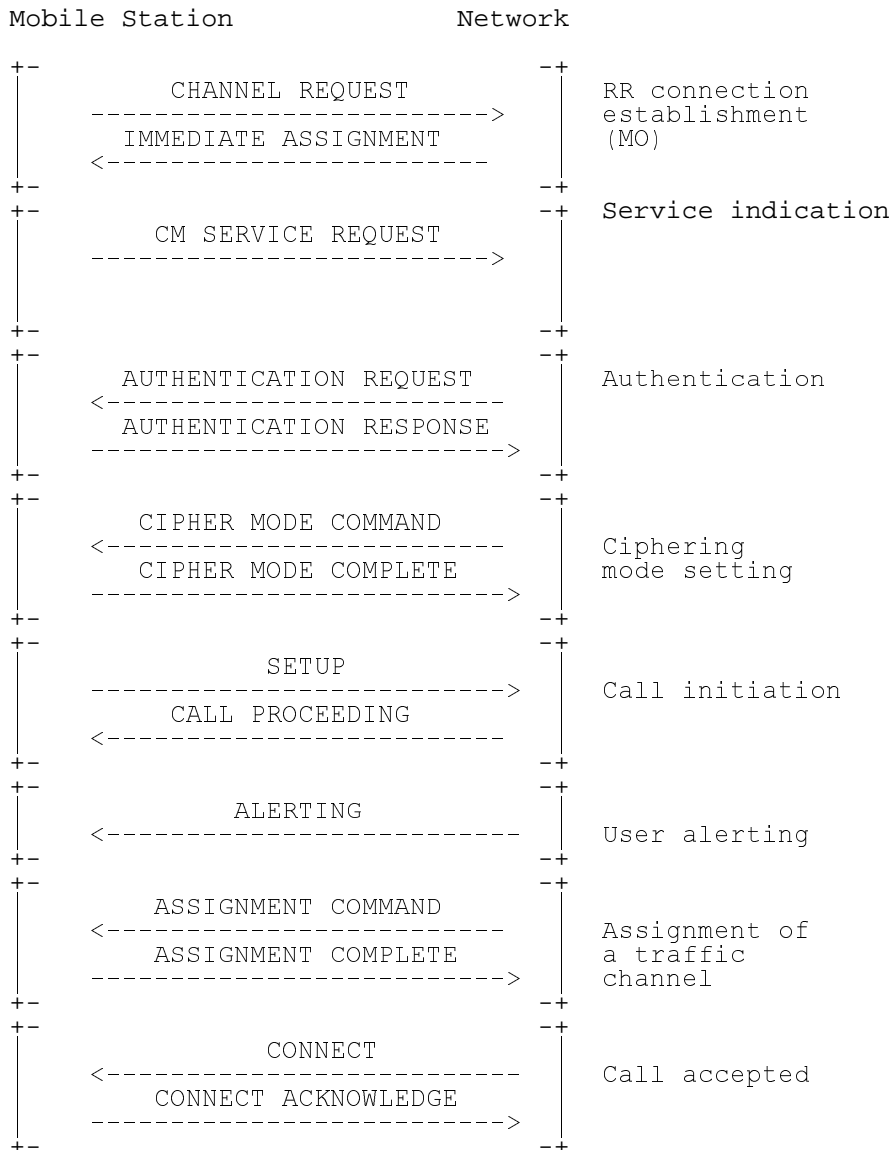 Mobile Station Network
CHANNEL REQUEST RR connection
establishment
IMMEDIATE ASSIGNMENT (MO)
Service indication
CM SERVICE REQUEST
AUTHENTICATION REQUEST Authentication
AUTHENTICATION RESPONSE
CIPHER MODE COMMAND
Ciphering
CIPHER MODE COMPLETE mode setting
SETUP
Call initiation
CALL PROCEEDING
ALERTING
User alerting
ASSIGNMENT COMMAND
Assignment of
ASSIGNMENT COMPLETE a traffic
channel
CONNECT
Call accepted
CONNECT ACKNOWLEDGE